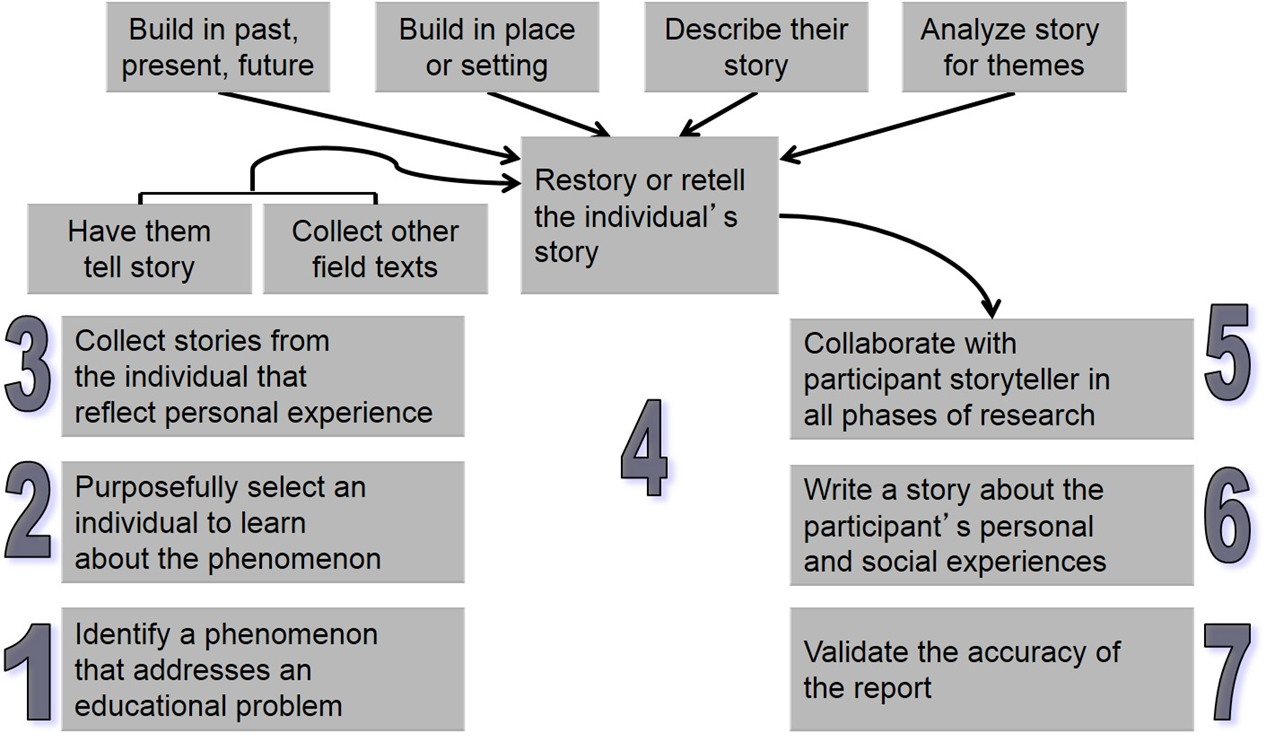 Build in past,
present, future
Build in place
or setting
Describe their
story
Analyze story
for themes
Restory or retell
the individual’s
story
Have them
tell story
Collect other
field texts
3
Collect stories from
the individual that
reflect personal experience
2
Purposefully select an
individual to learn
about the phenomenon
1
Identify a phenomenon
that addresses an
educational problem
4
Collaborate with
participant storyteller in
all phases of research
5
Write a story about the
participant’s personal
and social experiences
6
Validate the accuracy of
the report
7